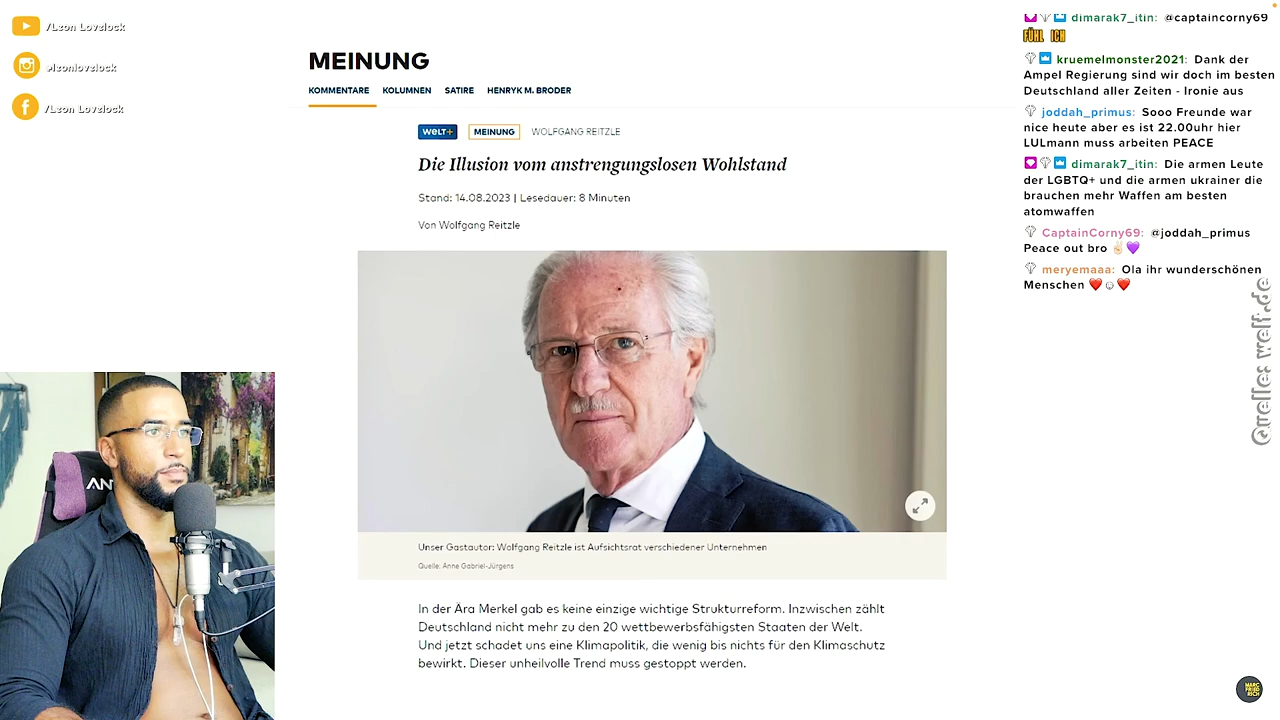 /Leon Lovelock
@leonlovelock
/Leon Lovelock
MEINUNG
KOMMENTARE KOLUMNEN SATIRE HENRYK M. BRODER
welt+ MEINUNG WOLFGANG REITZLE
Die Illusion vom anstrengungslosen Wohlstand
Stand: 14.08.2023 | Lesedauer: 8 Minuten
Von Wolfgang Reitzle
Unser Gastautor: Wolfgang Reitzle ist Aufsichtsrat verschiedener Unternehmen
Quelle: Anne Gabriel-Jürgens
In der Ära Merkel gab es keine einzige wichtige Strukturreform. Inzwischen zählt
Deutschland nicht mehr zu den 20 wettbewerbsfähigsten Staaten der Welt.
Und jetzt schadet uns eine Klimapolitik, die wenig bis nichts für den Klimaschutz
bewirkt. Dieser unheilvolle Trend muss gestoppt werden.
AN
dimarak7_itin: @captaincorny69
FÜHL ICH
kruemelmonster2021: Dank der
Ampel Regierung sind wir doch im besten
Deutschland aller Zeiten - Ironie aus
joddah_primus: Sooo Freunde war
nice heute aber es ist 22.00uhr hier
LULmann muss arbeiten PEACE
dimarak7_itin: Die armen Leute
der LGBTQ+ und die armen ukrainer die
brauchen mehr Waffen am besten
atomwaffen
CaptainCorny69: @joddah_primus
Peace out bro ✌🏻💜
meryemaaa: Ola ihr wunderschönen
Menschen ❤️☺️❤️
Quelle: welt.de
MARC
FRIED
RICH